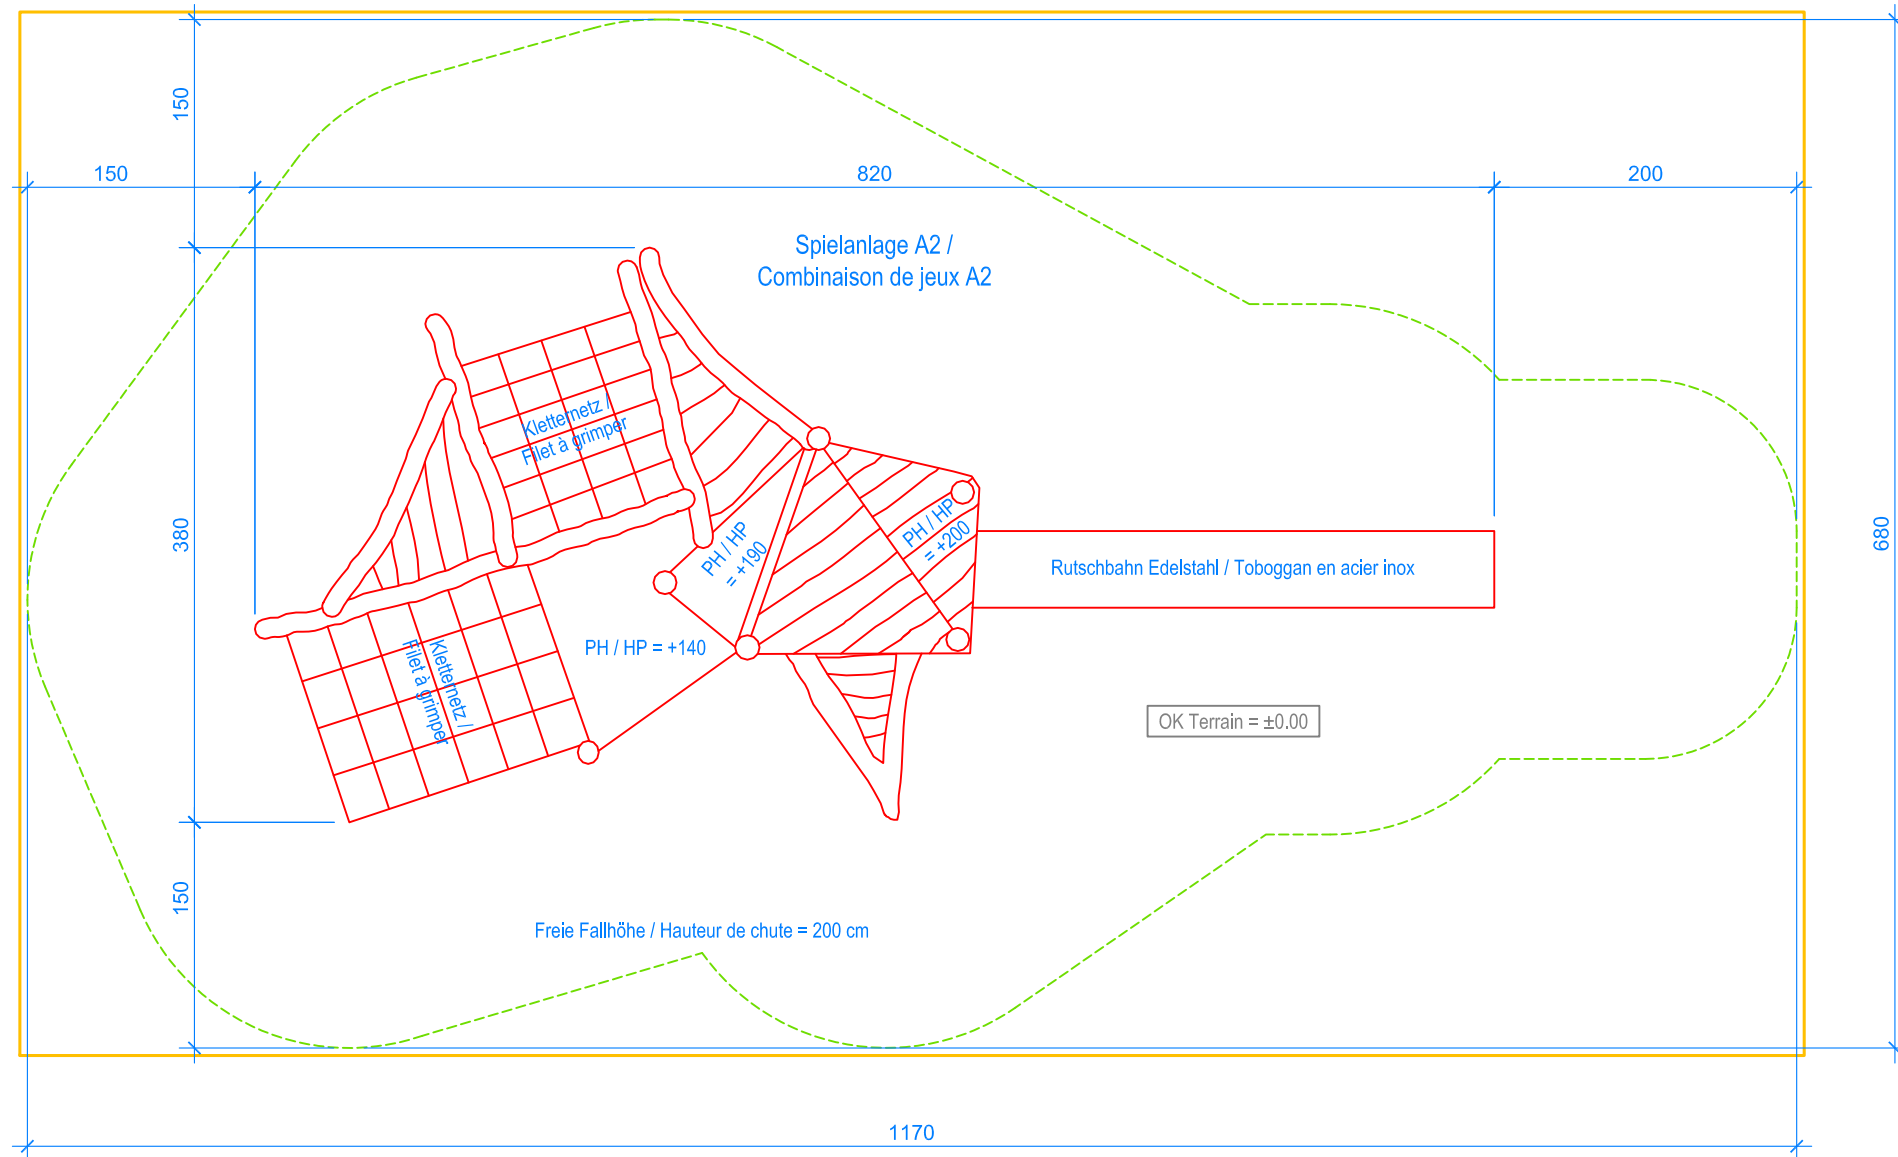 150
150
820
200
Spielanlage A2 /
Combinaison de jeux A2
Kletternetz /
Filet à grimper
380
680
PH / HP
= +190
PH / HP
= +200
Rutschbahn Edelstahl / Toboggan en acier inox
PH / HP = +140
Kletternetz /
Filet à grimper
OK Terrain = ±0.00
150
Freie Fallhöhe / Hauteur de chute = 200 cm
1170